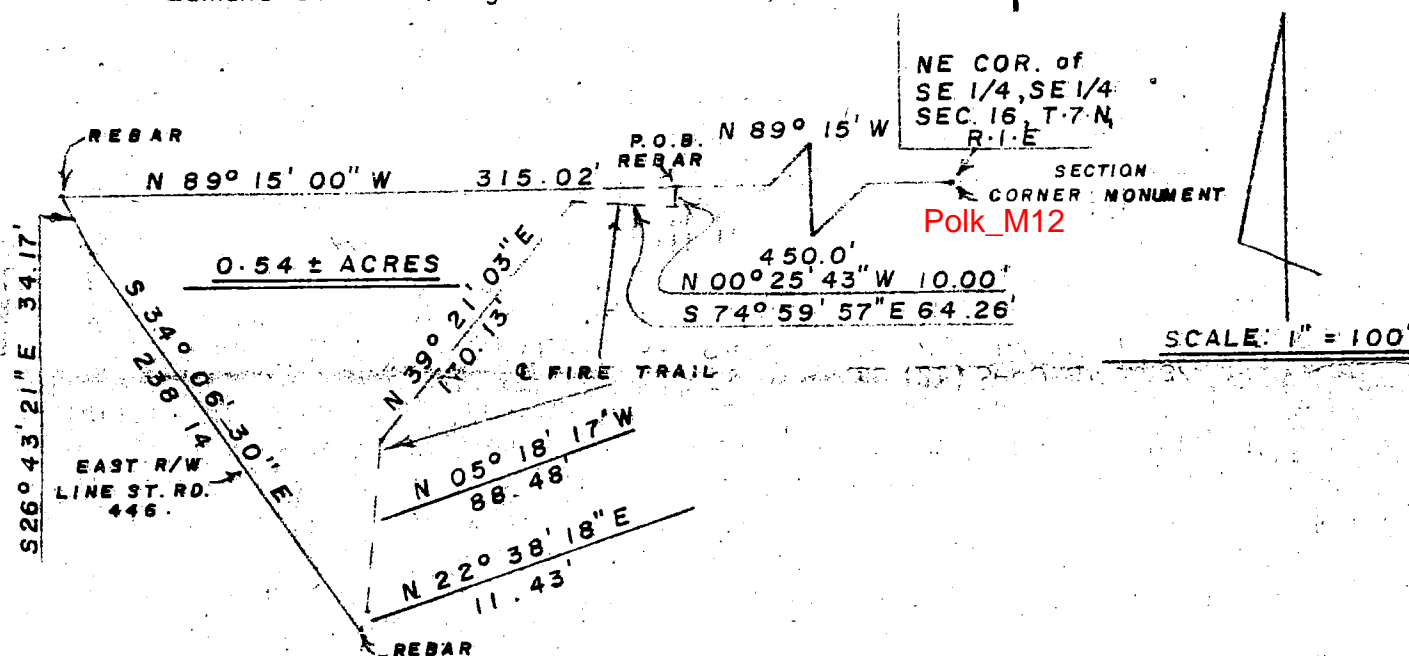 NE COR. of
SE 1/4, SE 1/4
SEC. 16, T.7 N,
R.1.E
REBAR
P.O.B.
REBAR
N 89° 15' W
N 89° 15' 00" W 315.02'
SECTION
CORNER MONUMENT
Polk_M12
450.0'
N 00° 25' 43" W 10.00'
S 74° 59' 57" E 64.26'
0.54 ± ACRES
S 26° 43' 21" E 34.17'
S 34° 06' 30" E
238.14
N 39° 21' 03" E
SCALE: 1" = 100'
℄ FIRE TRAIL
EAST R/W
LINE ST. RD.
446.
N 05° 18' 17" W
88.48'
N 22° 38' 18" E
11.43'
REBAR